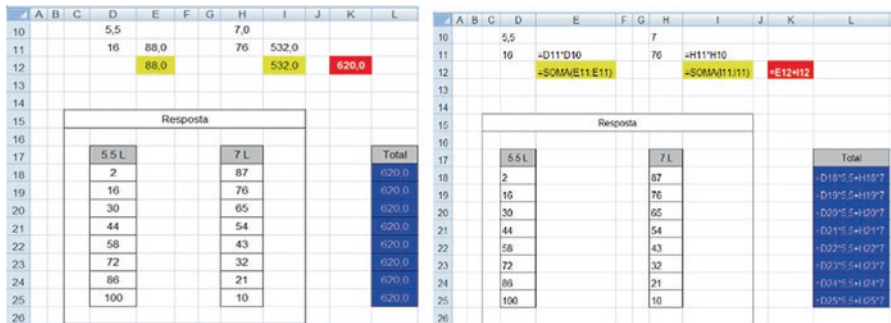 A B C D E F G H I J K L
10 5,5 7,0
11 16 88,0 76 532,0
12 88,0 532,0 620,0
13
14
15 Resposta
16
17 5.5 L 7 L Total
18 2 87 620,0
19 16 76 620,0
20 30 65 620,0
21 44 54 620,0
22 58 43 620,0
23 72 32 620,0
24 86 21 620,0
25 100 10 620,0
26
A B C D E F G H I J K L
10 5,5 7
11 16 =D11*D10 76 =H11*H10
12 =SOMA(E11:E11) =SOMA(I11:I11) =E12+I12
13
14
15 Resposta
16
17 5.5 L 7 L Total
18 2 87 =D18*5,5+H18*7
19 16 76 =D19*5,5+H19*7
20 30 65 =D20*5,5+H20*7
21 44 54 =D21*5,5+H21*7
22 58 43 =D22*5,5+H22*7
23 72 32 =D23*5,5+H23*7
24 86 21 =D24*5,5+H24*7
25 100 10 =D25*5,5+H25*7
26